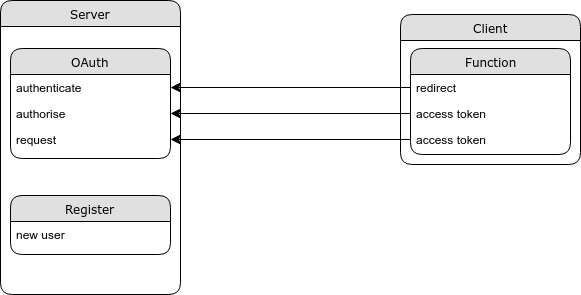 Server
OAuth
authenticate
authorise
request
Register
new user
Client
Function
redirect
access token
access token